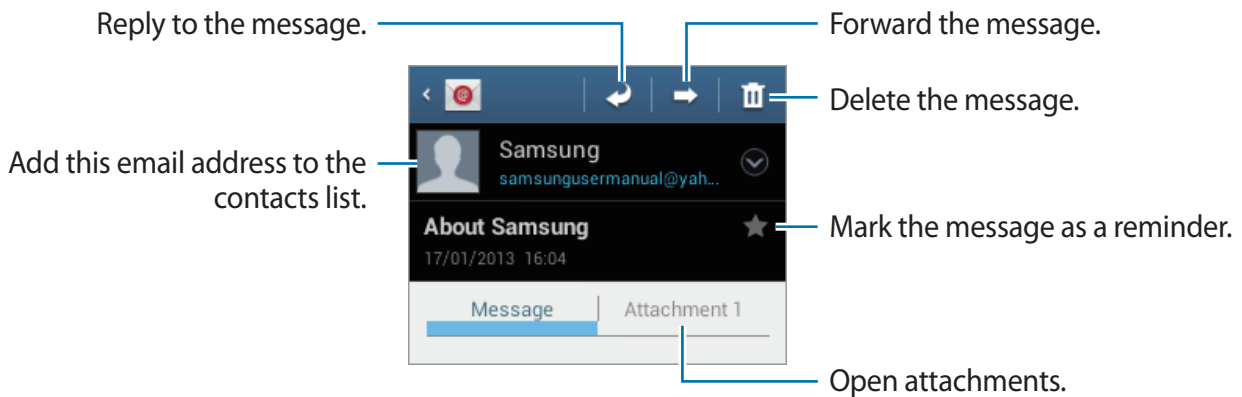 Reply to the message.
Forward the message.
Delete the message.
Samsung
samsungusermanual@yah...
Add this email address to the
contacts list.
About Samsung
17/01/2013 16:04
Mark the message as a reminder.
Message
Attachment 1
Open attachments.